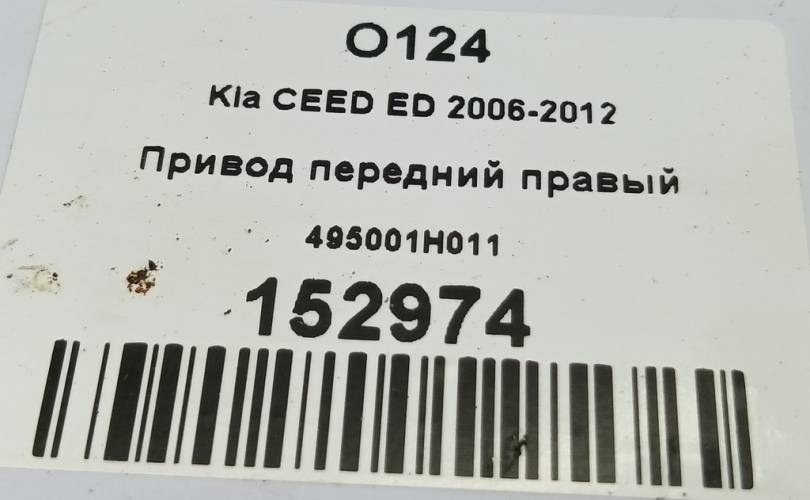 O124
Kia CEED ED 2006-2012
Привод передний правый
495001H011
152974